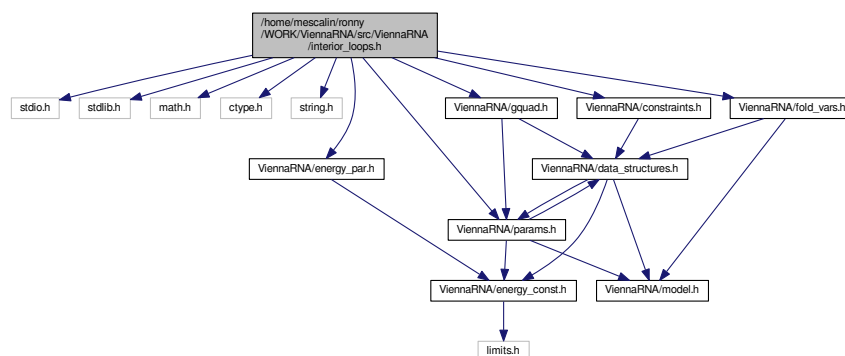 /home/mescalin/ronny
/WORK/ViennaRNA/src/ViennaRNA
/interior_loops.h
stdio.h
stdlib.h
math.h
ctype.h
string.h
ViennaRNA/gquad.h
ViennaRNA/constraints.h
ViennaRNA/fold_vars.h
ViennaRNA/energy_par.h
ViennaRNA/data_structures.h
ViennaRNA/params.h
ViennaRNA/energy_const.h
ViennaRNA/model.h
limits.h